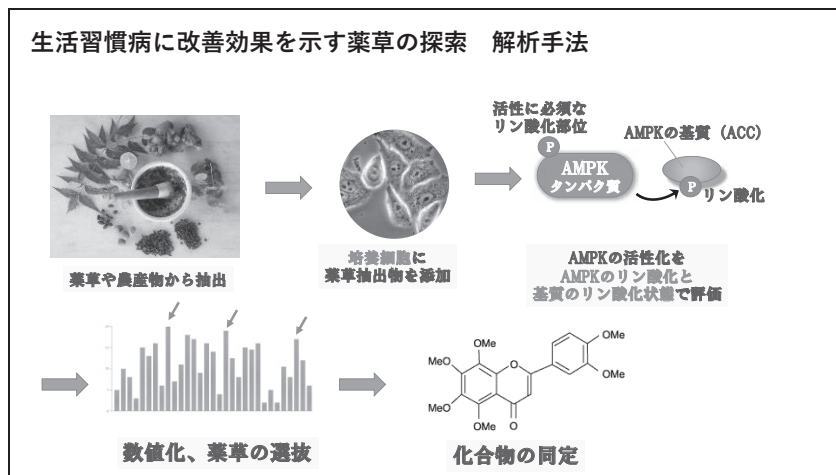 生活習慣病に改善効果を示す薬草の探索　解析手法
薬草や農産物から抽出
培養細胞に
薬草抽出物を添加
活性に必須な
リン酸化部位
P
AMPK
タンパク質
AMPKの基質（ACC）
P
リン酸化
AMPKの活性化を
AMPKのリン酸化と
基質のリン酸化状態で評価
数値化、薬草の選抜
OMe
MeO
MeO
OMe
O
O
OMe
OMe
化合物の同定